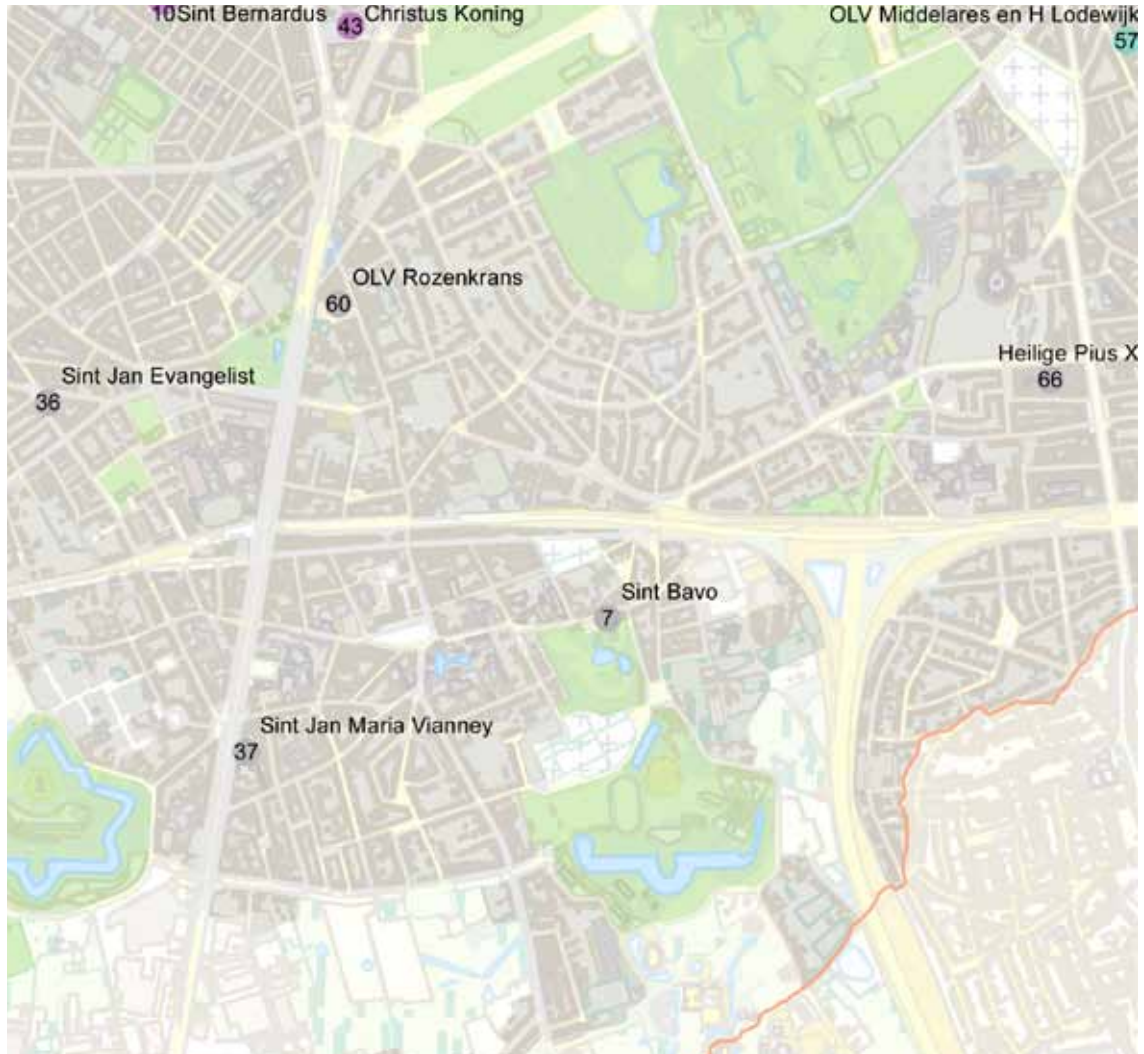 10 Sint Bernardus
43 Christus Koning
OLV Middelares en H Lodewijk
57
OLV Rozenkrans
60
Heilige Pius X
66
Sint Jan Evangelist
36
Sint Bavo
7
Sint Jan Maria Vianney
37